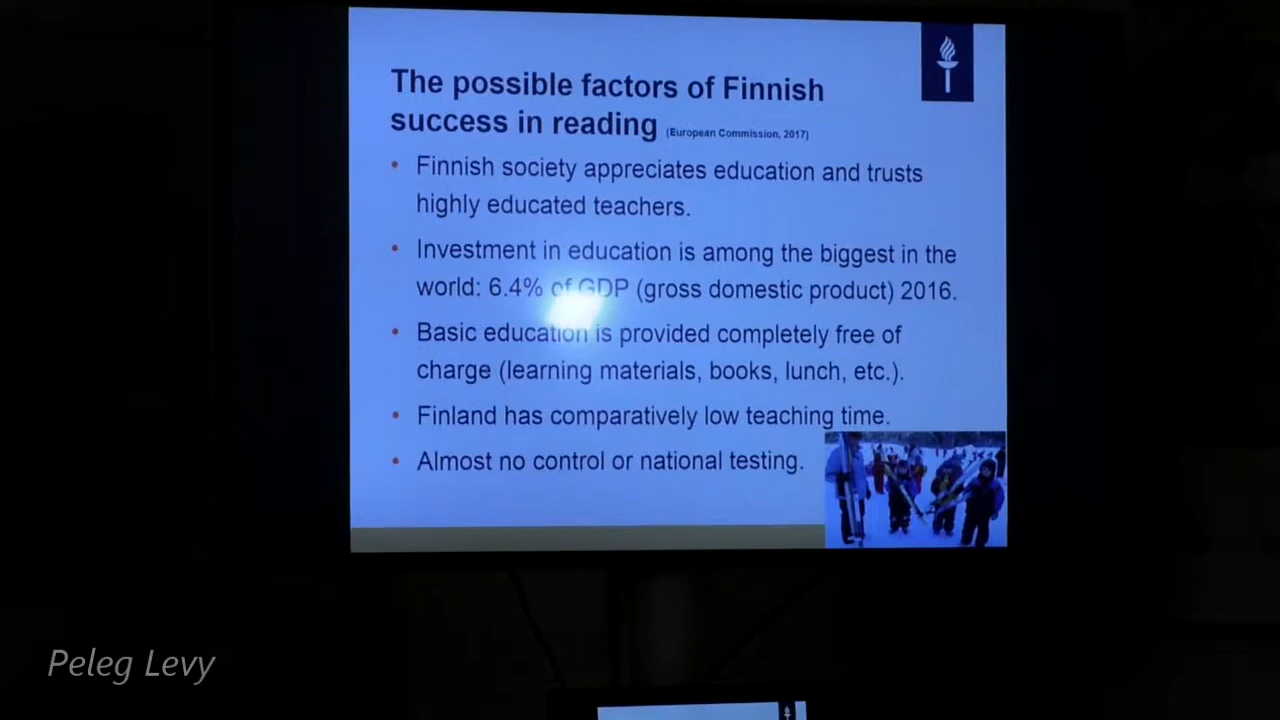 The possible factors of Finnish
success in reading (European Commission, 2017)
• Finnish society appreciates education and trusts
highly educated teachers.
• Investment in education is among the biggest in the
world: 6.4% of GDP (gross domestic product) 2016.
• Basic education is provided completely free of
charge (learning materials, books, lunch, etc.).
• Finland has comparatively low teaching time.
• Almost no control or national testing.
Peleg Levy